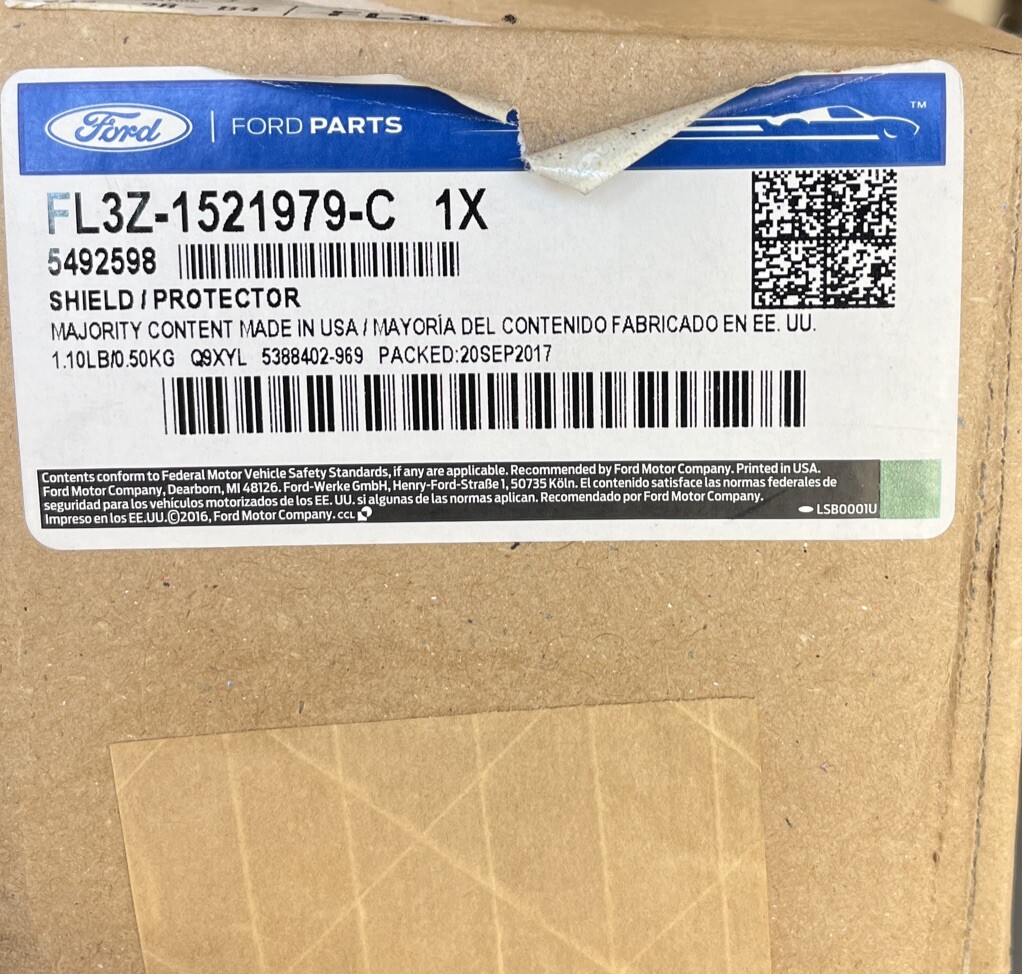 Ford | FORD PARTS
TM
FL3Z-1521979-C 1X
5492598
SHIELD / PROTECTOR
MAJORITY CONTENT MADE IN USA / MAYORÍA DEL CONTENIDO FABRICADO EN EE. UU.
1.10LB/0.50KG Q9XYL 5388402-969 PACKED:20SEP2017
Contents conform to Federal Motor Vehicle Safety Standards, if any are applicable. Recommended by Ford Motor Company. Printed in USA.
Ford Motor Company, Dearborn, MI 48126. Ford-Werke GmbH, Henry-Ford-Straße 1, 50735 Köln. El contenido satisface las normas federales de
seguridad para los vehículos motorizados de los EE. UU. si algunas de las normas aplican. Recomendado por Ford Motor Company.
Impreso en los EE.UU.©2016, Ford Motor Company. CCL
LSB0001U